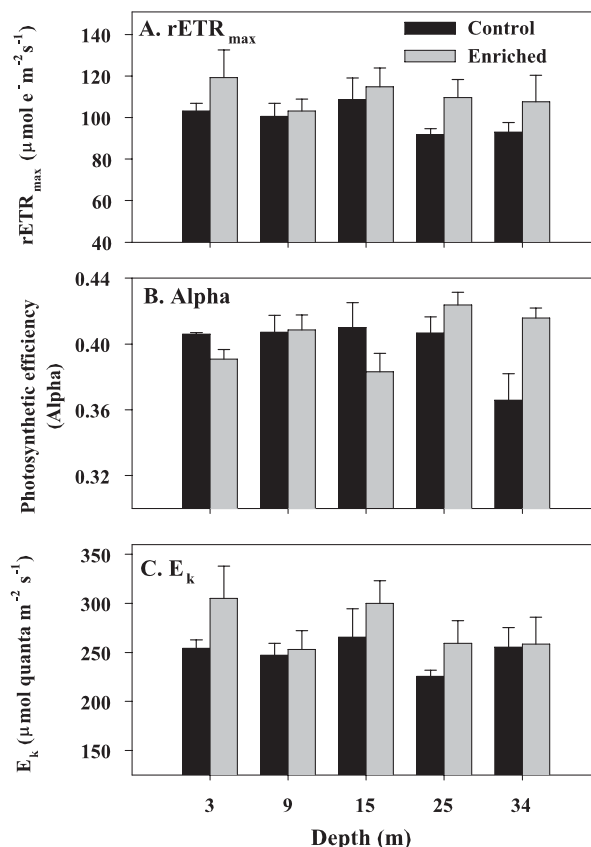 A. rETRmax
Control
Enriched
140
120
100
80
60
40
rETRmax (µmol e⁻ m⁻² s⁻¹)
B. Alpha
0.44
0.40
0.36
0.32
Photosynthetic efficiency
(Alpha)
C. Ek
350
300
250
200
150
Ek (µmol quanta m⁻² s⁻¹)
3 9 15 25 34
Depth (m)